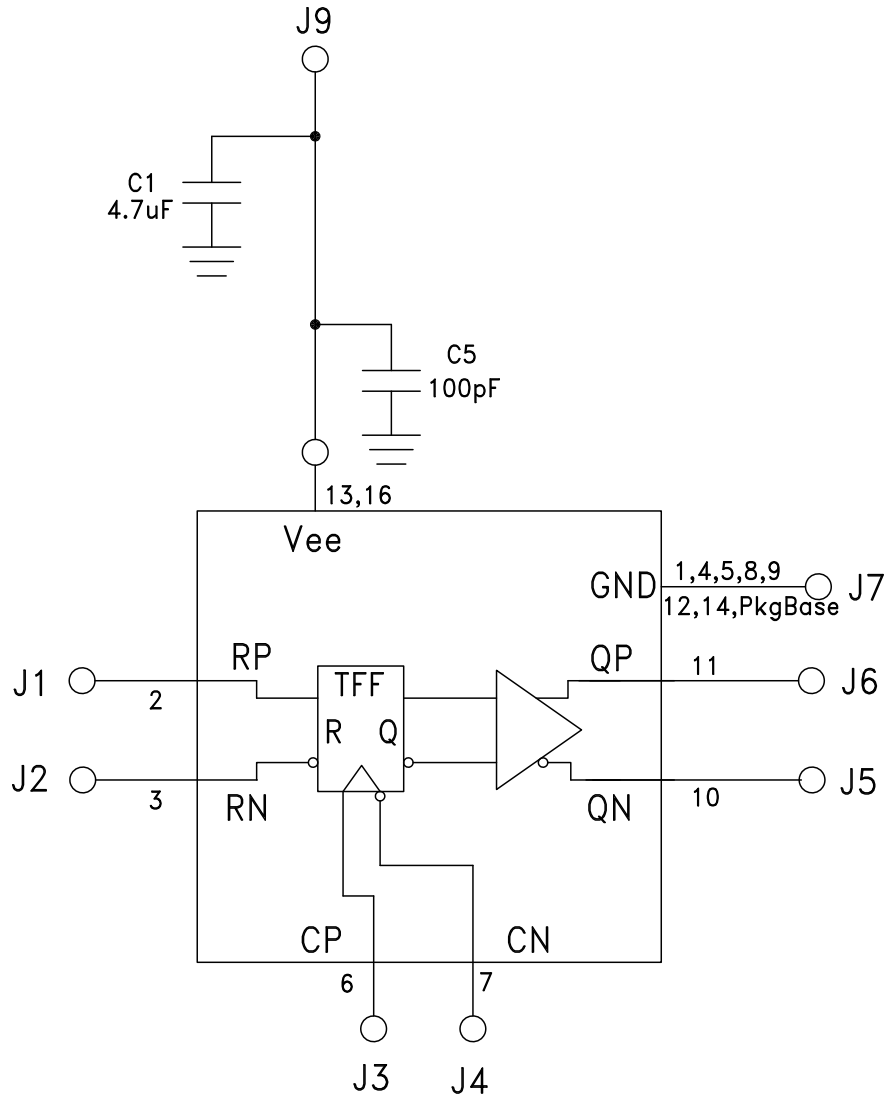 J9
C1
4.7uF
C5
100pF
13,16
Vee
GND
1,4,5,8,9
12,14,PkgBase
J7
J1
2
RP
TFF
R
Q
QP
11
J6
J2
3
RN
QN
10
J5
CP
CN
6
7
J3
J4